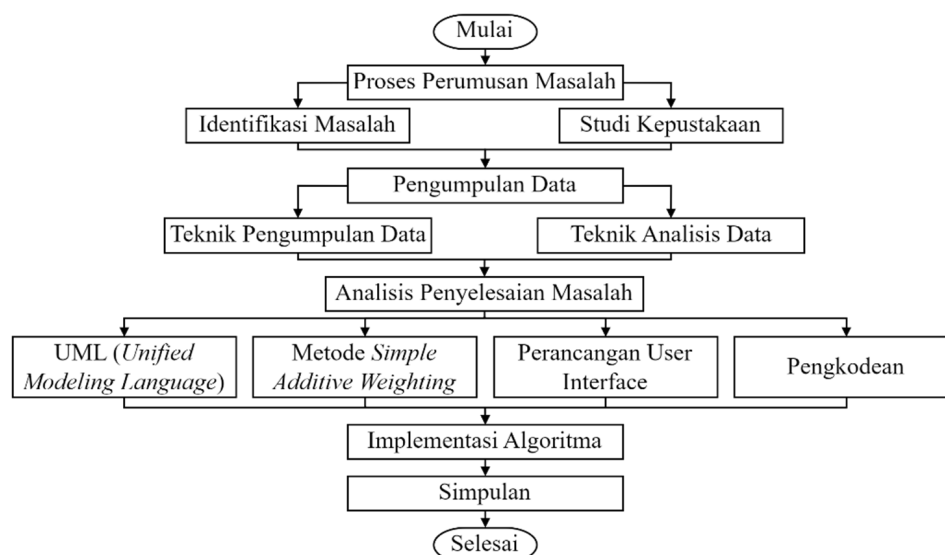 Mulai
Proses Perumusan Masalah
Identifikasi Masalah
Studi Kepustakaan
Pengumpulan Data
Teknik Pengumpulan Data
Teknik Analisis Data
Analisis Penyelesaian Masalah
UML (Unified
Modeling Language)
Metode Simple
Additive Weighting
Perancangan User
Interface
Pengkodean
Implementasi Algoritma
Simpulan
Selesai